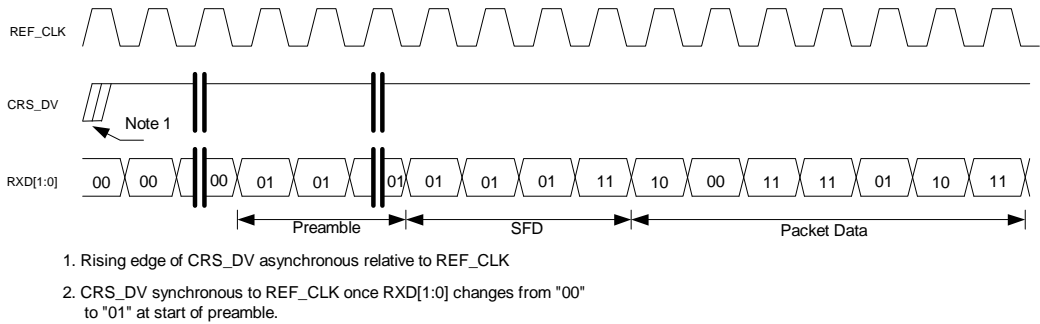 REF_CLK
CRS_DV
Note 1
RXD[1:0] 00 00 00 01 01 01 01 01 01 11 10 00 11 11 01 10 11
Preamble SFD Packet Data
1. Rising edge of CRS_DV asynchronous relative to REF_CLK
2. CRS_DV synchronous to REF_CLK once RXD[1:0] changes from "00"
to "01" at start of preamble.